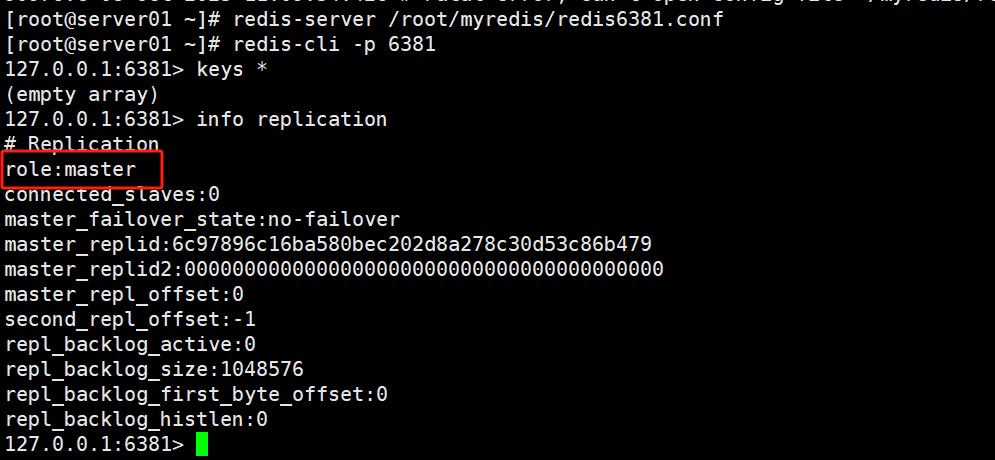 [root@server01 ~]# redis-server /root/myredis/redis6381.conf
[root@server01 ~]# redis-cli -p 6381
127.0.0.1:6381> keys *
(empty array)
127.0.0.1:6381> info replication
# Replication
role:master
connected_slaves:0
master_failover_state:no-failover
master_replid:6c97896c16ba580bec202d8a278c30d53c86b479
master_replid2:0000000000000000000000000000000000000000
master_repl_offset:0
second_repl_offset:-1
repl_backlog_active:0
repl_backlog_size:1048576
repl_backlog_first_byte_offset:0
repl_backlog_histlen:0
127.0.0.1:6381>